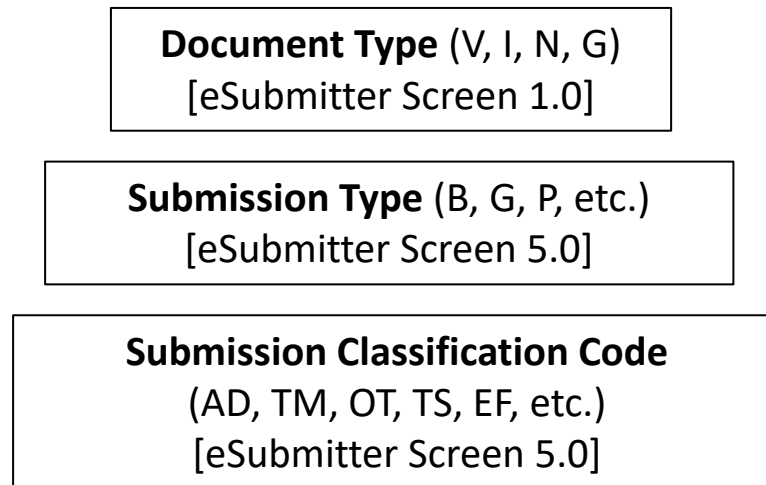 Document Type (V, I, N, G)
[eSubmitter Screen 1.0]
Submission Type (B, G, P, etc.)
[eSubmitter Screen 5.0]
Submission Classification Code
(AD, TM, OT, TS, EF, etc.)
[eSubmitter Screen 5.0]